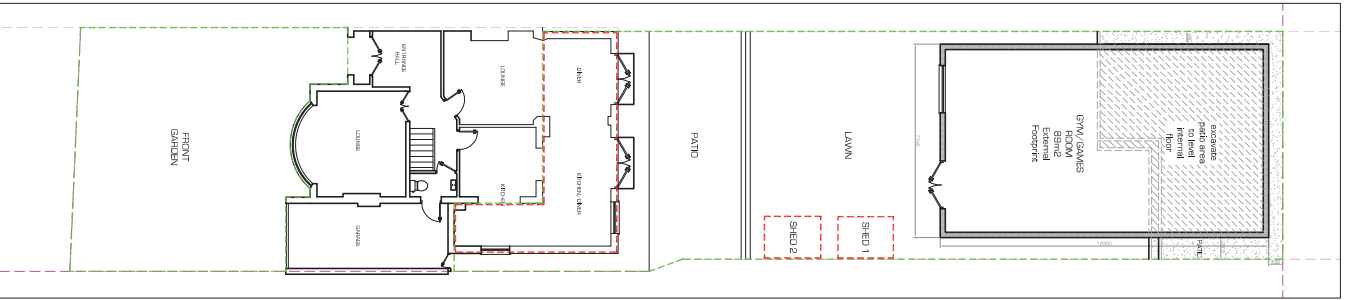 FRONT
GARDEN
LOUNGE
GARAGE
ENTRANCE
HALL
LOUNGE
KITCHEN
DINER
KITCHEN/DINER
PATIO
LAWN
SHED 2
SHED 1
GYM/GAMES
ROOM
89m2
External
Footprint
excavate
patio area
to level
internal
floor
PATIO